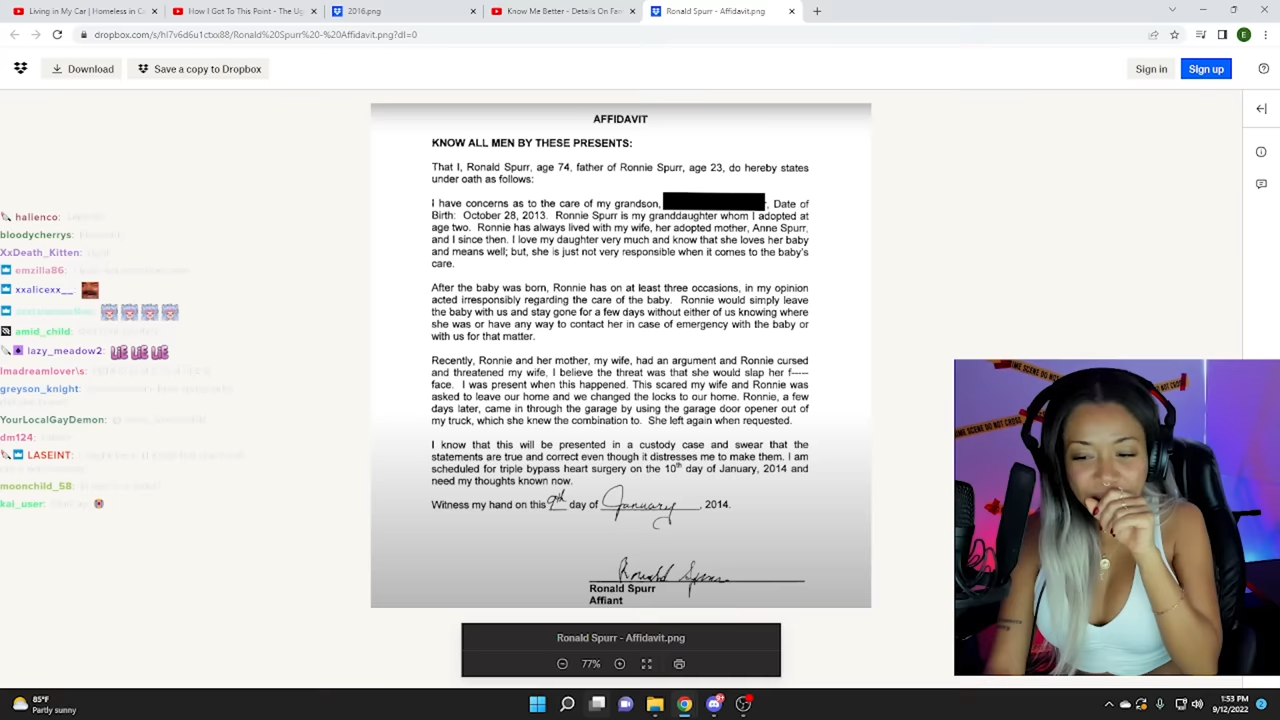 Living in My Car | Homeless in Ca
How I Got To This Point - The Ug
2016.png
Know Me Better - Details On Fan
Ronald Spurr - Affidavit.png
dropbox.com/s/hl7v6d6u1ctxx88/Ronald%20Spurr%20-%20Affidavit.png?dl=0
E
Download
Save a copy to Dropbox
Sign in
Sign up
AFFIDAVIT
KNOW ALL MEN BY THESE PRESENTS:
That I, Ronald Spurr, age 74, father of Ronnie Spurr, age 23, do hereby states
under oath as follows:
I have concerns as to the care of my grandson, , Date of
Birth: October 28, 2013. Ronnie Spurr is my granddaughter whom I adopted at
age two. Ronnie has always lived with my wife, her adopted mother, Anne Spurr,
and I since then. I love my daughter very much and know that she loves her baby
and means well; but, she is just not very responsible when it comes to the baby's
care.
After the baby was born, Ronnie has on at least three occasions, in my opinion
acted irresponsibly regarding the care of the baby. Ronnie would simply leave
the baby with us and stay gone for a few days without either of us knowing where
she was or have any way to contact her in case of emergency with the baby or
with us for that matter.
Recently, Ronnie and her mother, my wife, had an argument and Ronnie cursed
and threatened my wife, I believe the threat was that she would slap her f-----
face. I was present when this happened. This scared my wife and Ronnie was
asked to leave our home and we changed the locks to our home. Ronnie, a few
days later, came in through the garage by using the garage door opener out of
my truck, which she knew the combination to. She left again when requested.
I know that this will be presented in a custody case and swear that the
statements are true and correct even though it distresses me to make them. I am
scheduled for triple bypass heart surgery on the 10th day of January, 2014 and
need my thoughts known now.
Witness my hand on this 9th day of January, 2014.
Ronald Spurr
Ronald Spurr
Affiant
hallenco:
bloodycherrys:
XxDeath_Kitten:
emzilla86:
xxalicexx__:
amid_child:
lazy_meadow2: LIE LIE LIE
Imadreamlover\s:
greyson_knight:
YourLocalGayDemon:
dm124:
LASEINT:
moonchild_58:
kai_user:
SCENE DO NOT CROSS
Ronald Spurr - Affidavit.png
77%
85°F
Partly sunny
1:53 PM
9/12/2022